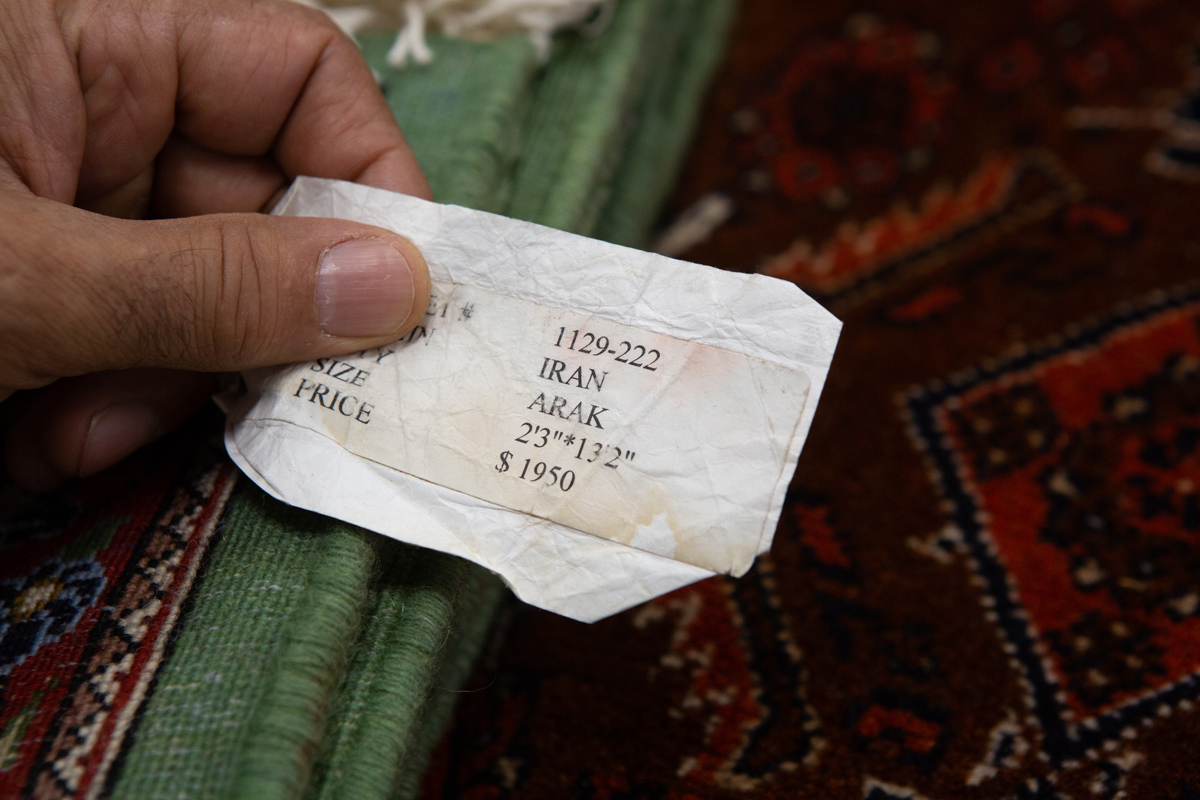 # 1129-222
IRAN
ARAK
SIZE 2'3"*13'2"
PRICE $ 1950